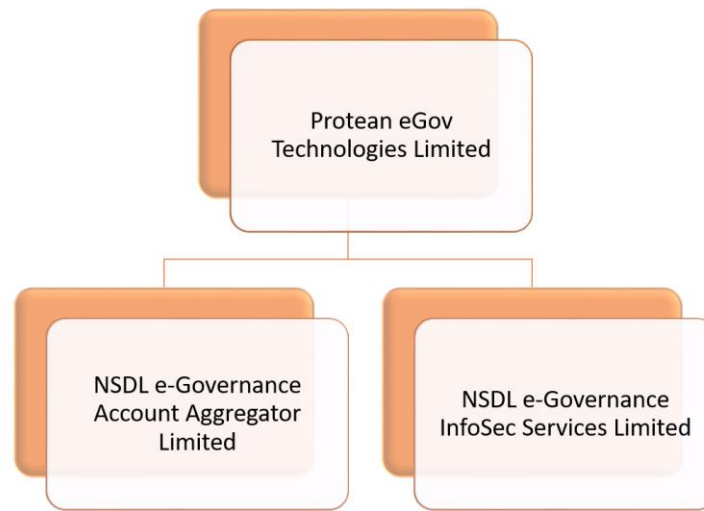 Protean eGov
Technologies Limited
NSDL e-Governance
Account Aggregator
Limited
NSDL e-Governance
InfoSec Services Limited